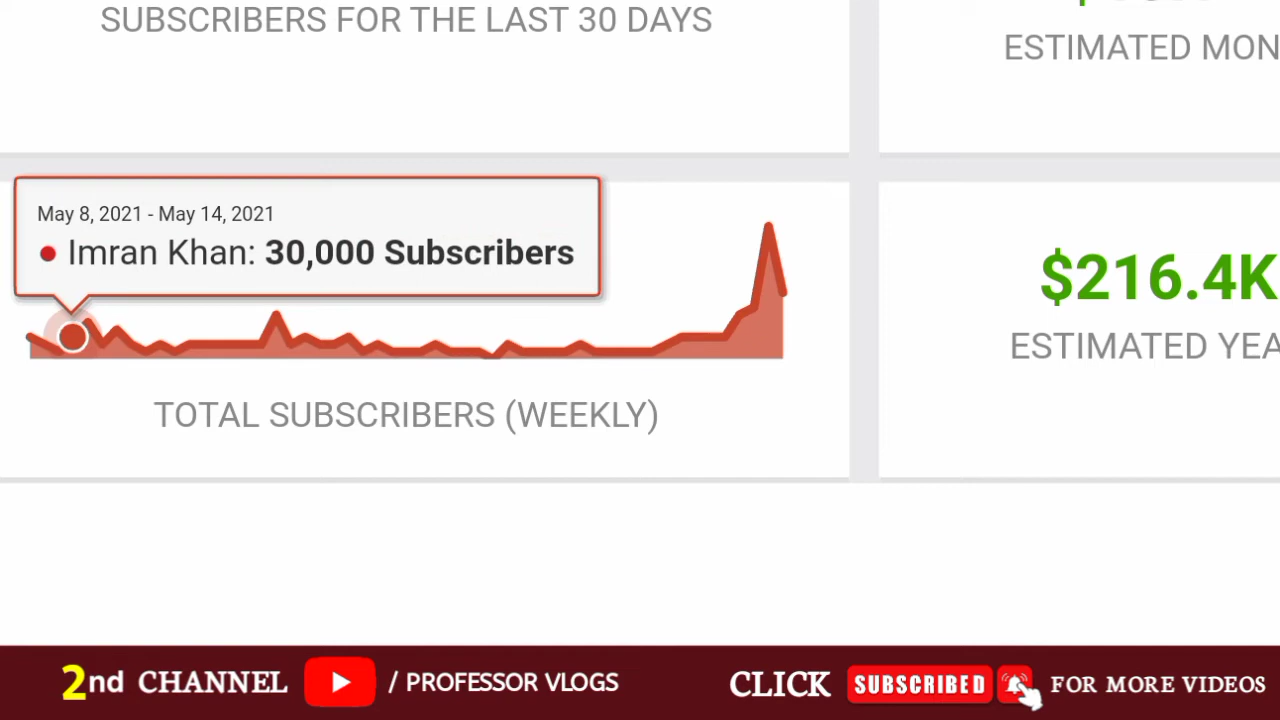 SUBSCRIBERS FOR THE LAST 30 DAYS
ESTIMATED MON
May 8, 2021 - May 14, 2021
Imran Khan: 30,000 Subscribers
$216.4K
ESTIMATED YEA
TOTAL SUBSCRIBERS (WEEKLY)
2nd CHANNEL / PROFESSOR VLOGS CLICK SUBSCRIBED FOR MORE VIDEOS